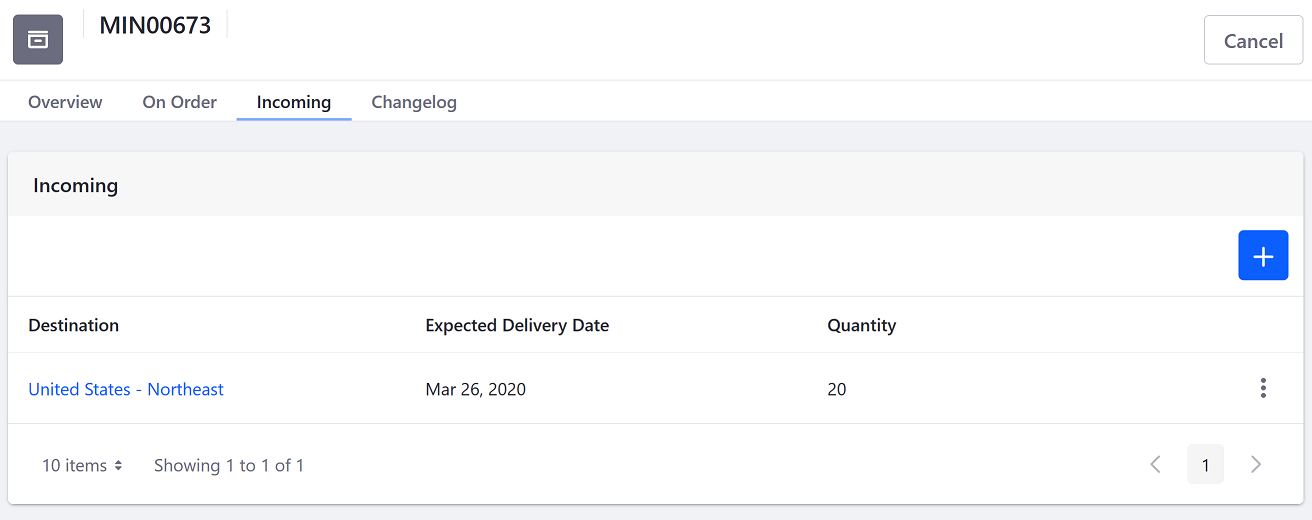 MIN00673
Cancel
Overview On Order Incoming Changelog
Incoming
Destination Expected Delivery Date Quantity
United States - Northeast Mar 26, 2020 20
10 items Showing 1 to 1 of 1 1